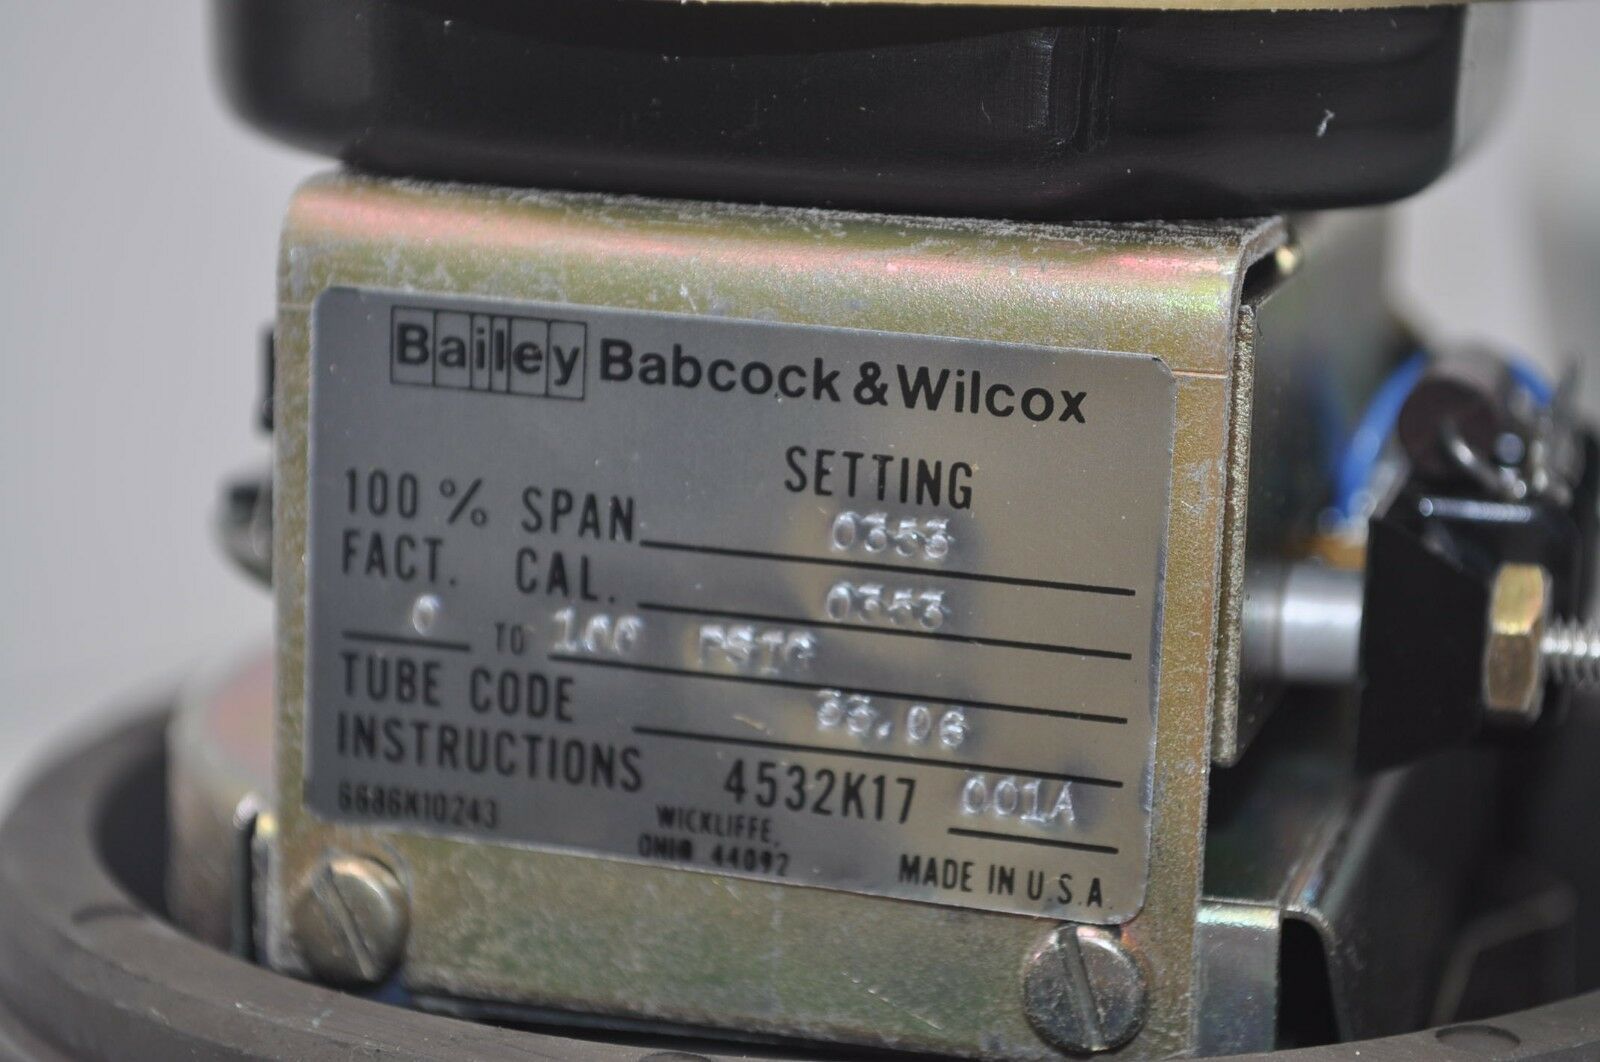 Bailey Babcock & Wilcox
SETTING
100 % SPAN 0353
FACT. CAL. 0353
0 TO 100 PSIG
TUBE CODE 33.06
INSTRUCTIONS 4532K17 001A
6686K10243 WICKLIFFE,
OHIO 44092 MADE IN U.S.A.